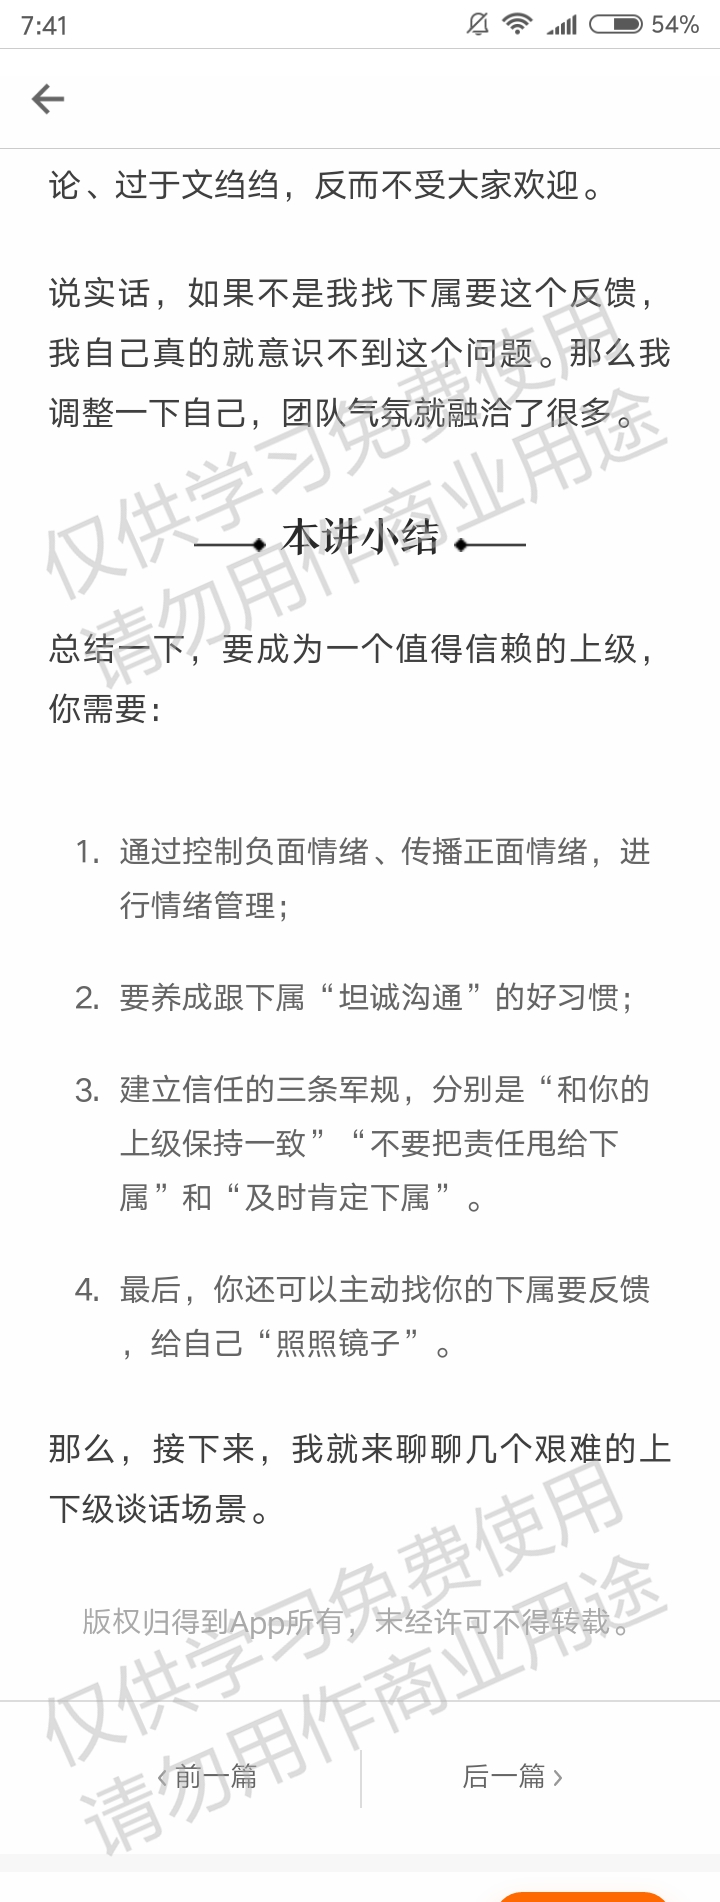 7:41
54%
论、过于文绉绉，反而不受大家欢迎。
说实话，如果不是我找下属要这个反馈，
我自己真的就意识不到这个问题。那么我
调整一下自己，团队气氛就融洽了很多。
仅供学习免费使用
请勿用作商业用途
本讲小结
总结一下，要成为一个值得信赖的上级，
你需要：
1. 通过控制负面情绪、传播正面情绪，进
行情绪管理；
2. 要养成跟下属“坦诚沟通”的好习惯；
3. 建立信任的三条军规，分别是“和你的
上级保持一致”“不要把责任甩给下
属”和“及时肯定下属”。
4. 最后，你还可以主动找你的下属要反馈
，给自己“照照镜子”。
那么，接下来，我就来聊聊几个艰难的上
下级谈话场景。
仅供学习免费使用
请勿用作商业用途
版权归得到App所有，未经许可不得转载。
‹ 前一篇
后一篇 ›